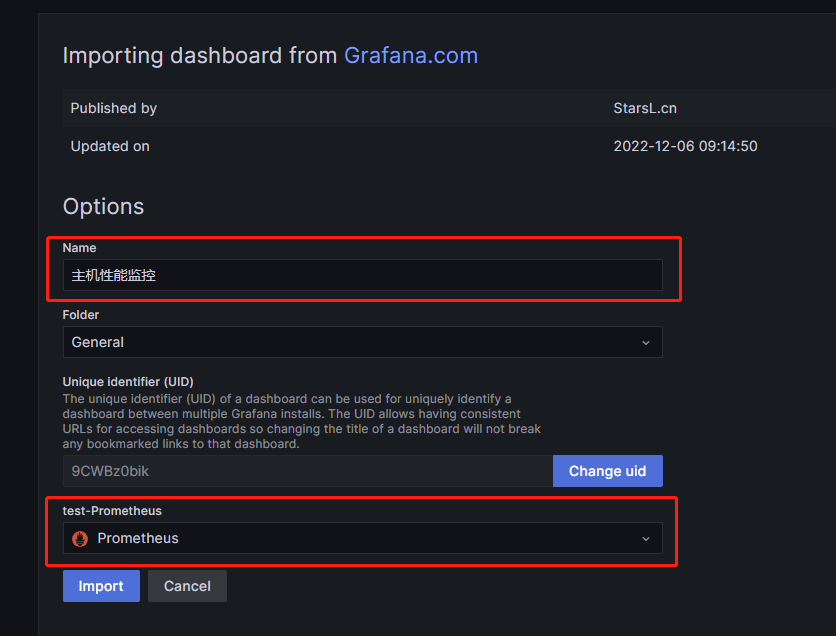 Importing dashboard from Grafana.com
Published by StarsL.cn
Updated on 2022-12-06 09:14:50
Options
Name
主机性能监控
Folder
General
Unique identifier (UID)
The unique identifier (UID) of a dashboard can be used for uniquely identify a
dashboard between multiple Grafana installs. The UID allows having consistent
URLs for accessing dashboards so changing the title of a dashboard will not break
any bookmarked links to that dashboard.
9CWBz0bik Change uid
test-Prometheus
Prometheus
Import Cancel